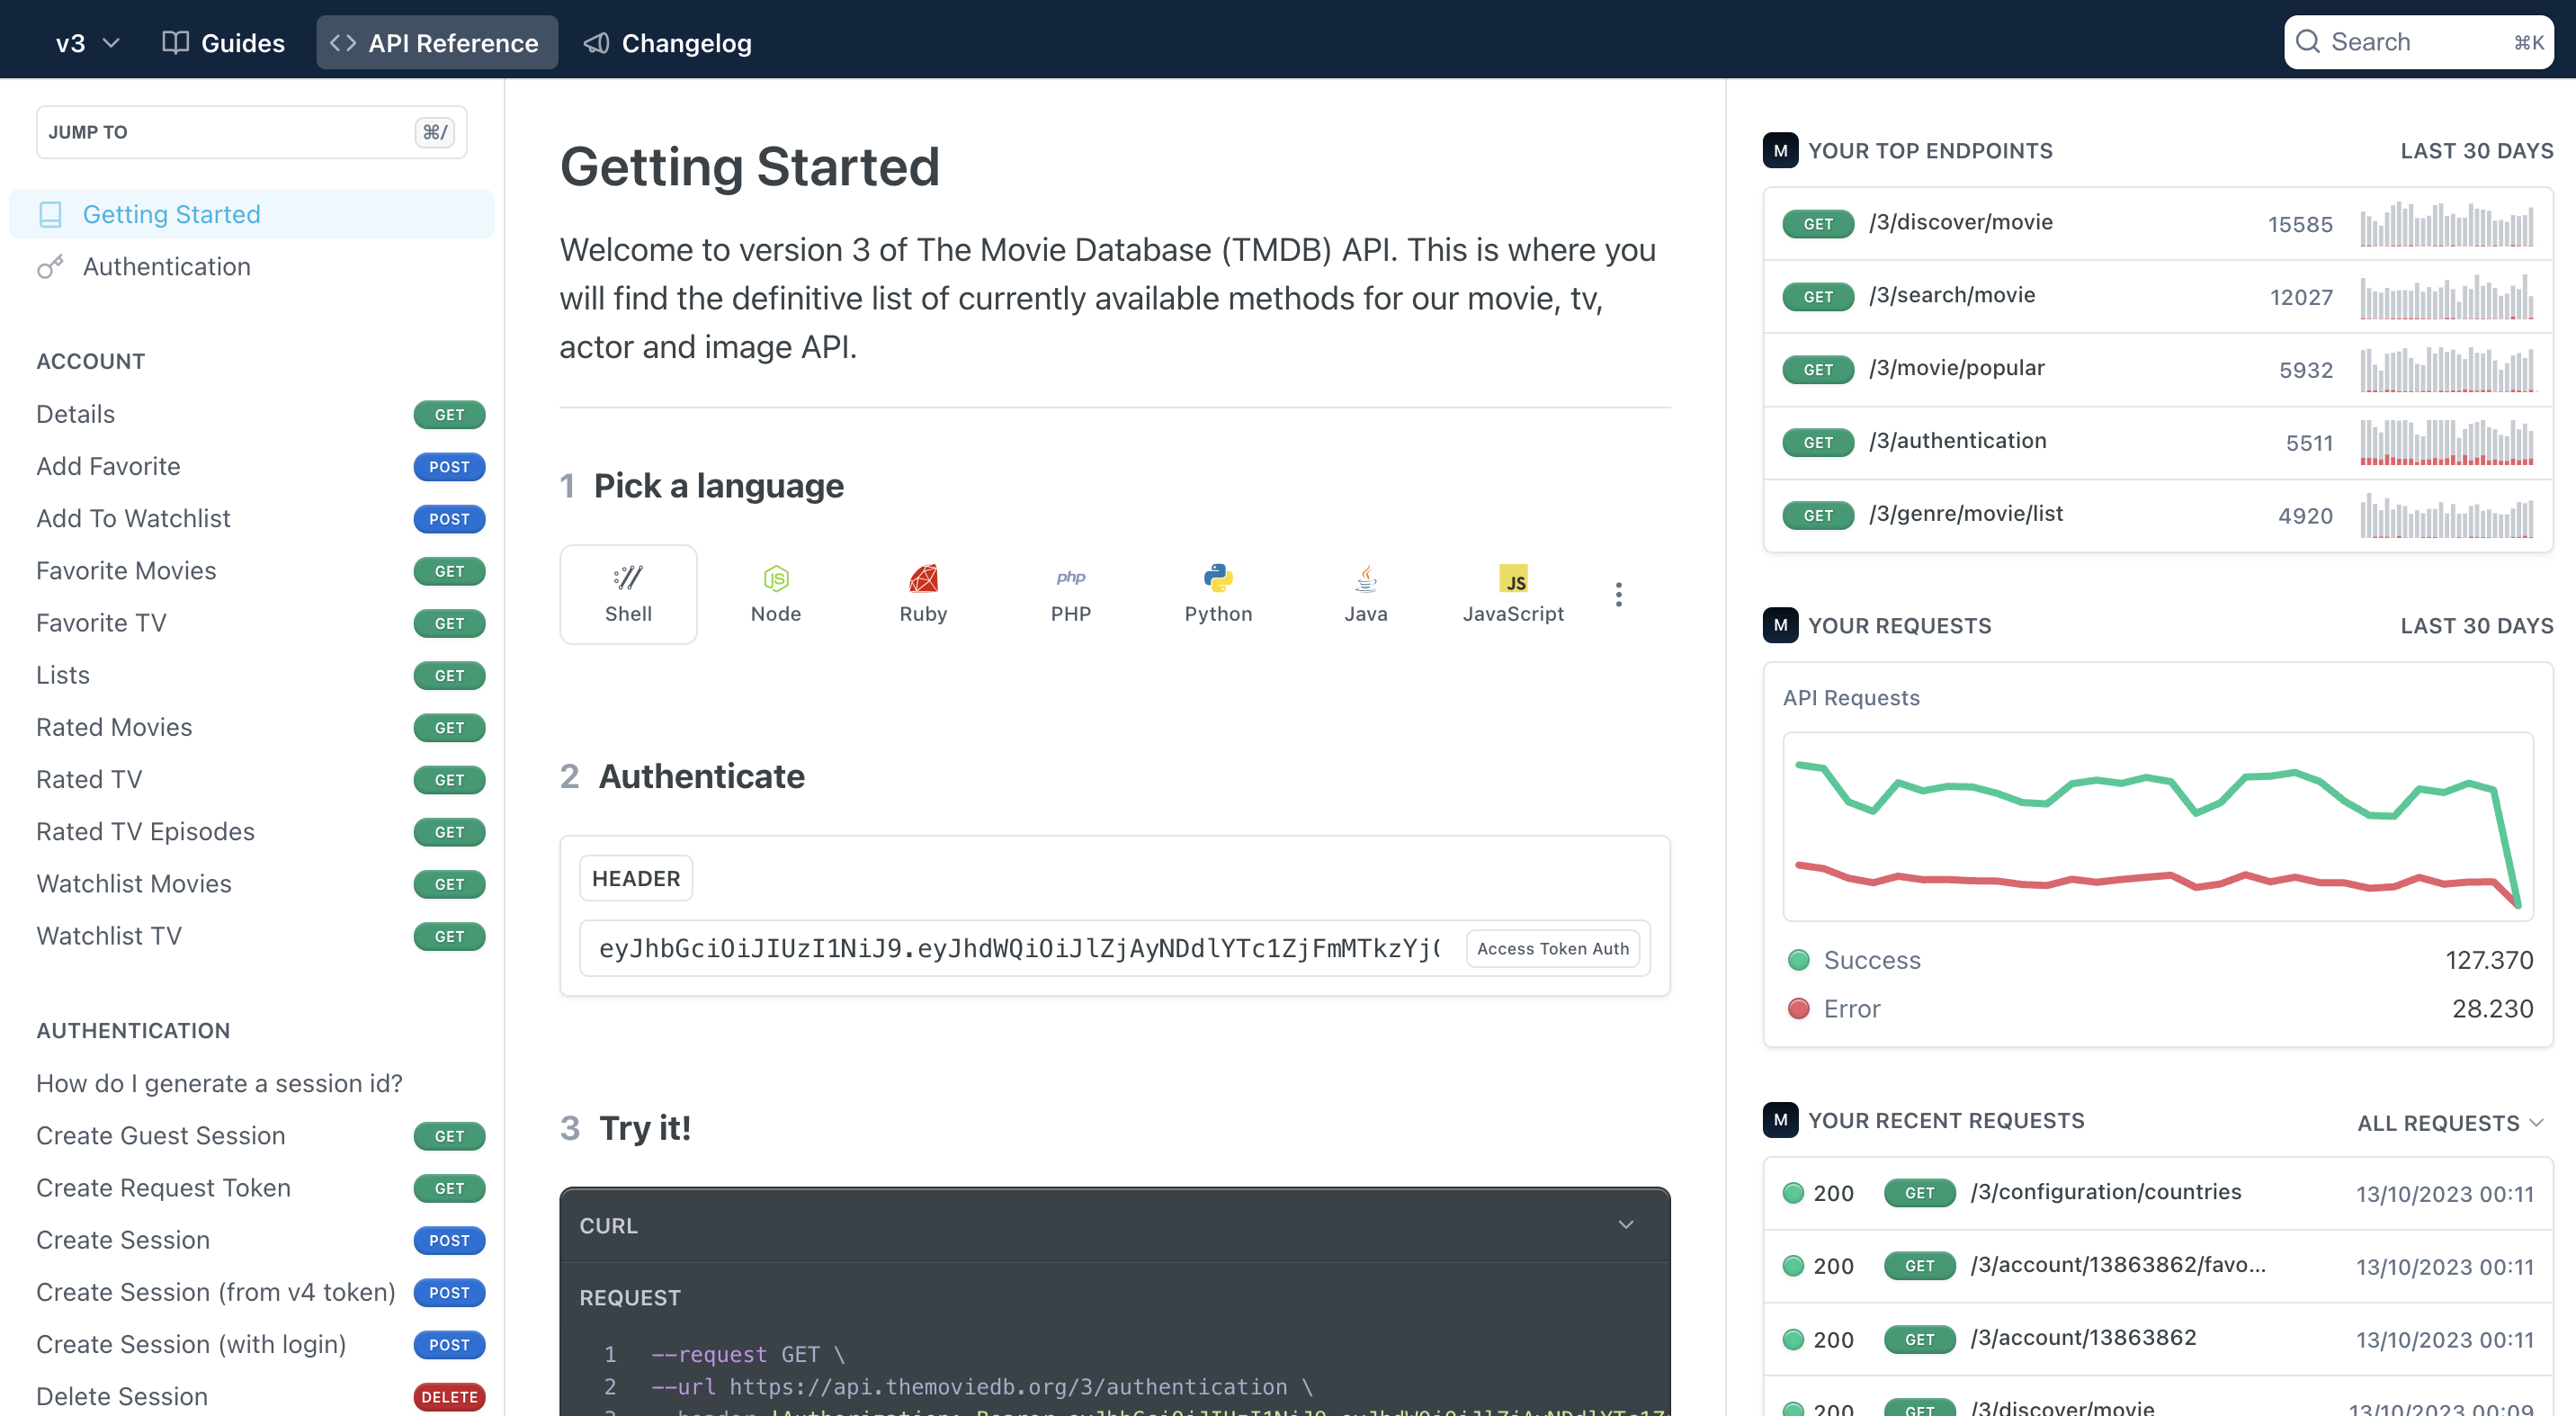 v3
Guides
API Reference
Changelog
Search
⌘K
JUMP TO
⌘/
Getting Started
Authentication
ACCOUNT
Details GET
Add Favorite POST
Add To Watchlist POST
Favorite Movies GET
Favorite TV GET
Lists GET
Rated Movies GET
Rated TV GET
Rated TV Episodes GET
Watchlist Movies GET
Watchlist TV GET
AUTHENTICATION
How do I generate a session id?
Create Guest Session GET
Create Request Token GET
Create Session POST
Create Session (from v4 token) POST
Create Session (with login) POST
Delete Session DELETE
Getting Started
Welcome to version 3 of The Movie Database (TMDB) API. This is where you
will find the definitive list of currently available methods for our movie, tv,
actor and image API.
1 Pick a language
JS
php
JS
Shell Node Ruby PHP Python Java JavaScript
2 Authenticate
HEADER
eyJhbGciOiJIUzI1NiJ9.eyJhdWQiOiJlZjAyNDdlYTc1ZjFmMTkzYj Access Token Auth
3 Try it!
CURL
REQUEST
1 --request GET \
2 --url https://api.themoviedb.org/3/authentication \
M YOUR TOP ENDPOINTS LAST 30 DAYS
GET /3/discover/movie 15585
GET /3/search/movie 12027
GET /3/movie/popular 5932
GET /3/authentication 5511
GET /3/genre/movie/list 4920
M YOUR REQUESTS LAST 30 DAYS
API Requests
Success 127.370
Error 28.230
M YOUR RECENT REQUESTS ALL REQUESTS
200 GET /3/configuration/countries 13/10/2023 00:11
200 GET /3/account/13863862/favo... 13/10/2023 00:11
200 GET /3/account/13863862 13/10/2023 00:11
200 GET /3/discover/movie 13/10/2023 00:09